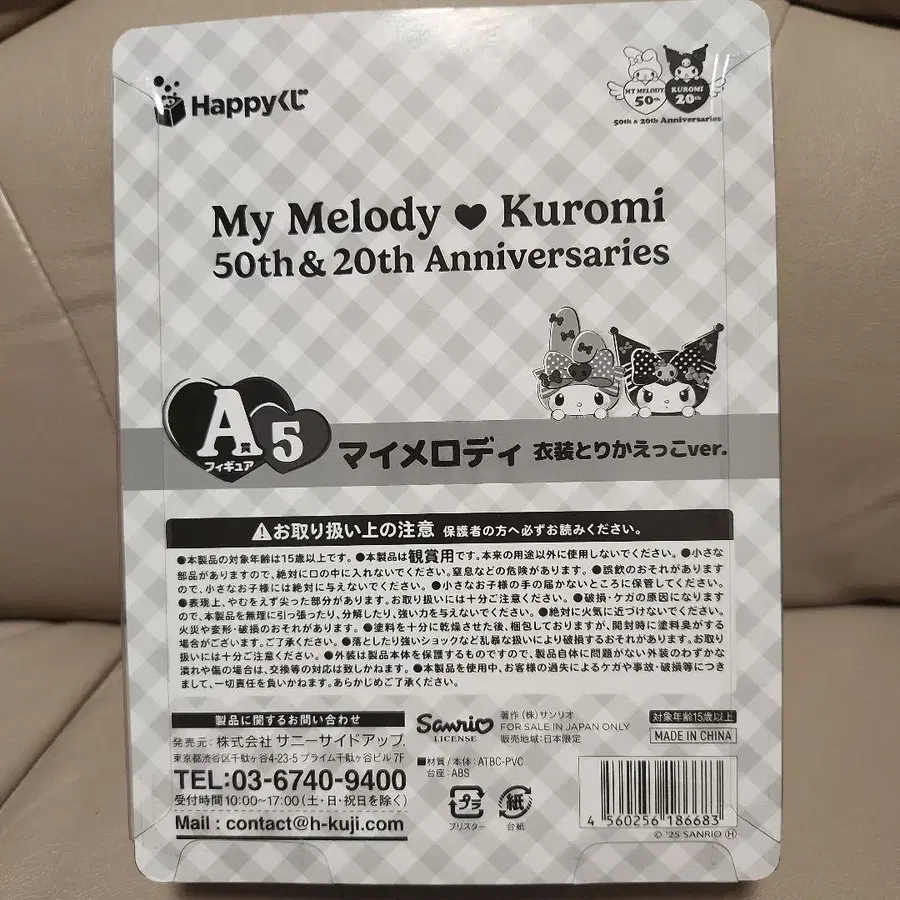 Happyくじ
MY MELODY 50th
KUROMI 20th
50th & 20th Anniversaries
My Melody ♥ Kuromi
50th & 20th Anniversaries
A賞 5
フィギュア
マイメロディ 衣装とりかえっこver.
⚠お取り扱い上の注意 保護者の方へ必ずお読みください。
●本製品の対象年齢は15歳以上です。●本製品は観賞用です。本来の用途以外に使用しないでください。●小さな
部品がありますので、絶対に口の中に入れないでください。窒息などの危険があります。●誤飲のおそれがあります
ので、小さなお子様には絶対に与えないでください。●小さなお子様の手の届かないところに保管してください。
●表現上、やむをえず尖った部分があります。お取り扱いには十分ご注意ください。●破損・ケガの原因になります
ので、本製品を無理に引っ張ったり、分解したり、強い力を与えないでください。●絶対に火気に近づけないでください。
火災や変形・破損のおそれがあります。●塗料を十分に乾燥させた後、梱包しておりますが、開封時に塗料臭がする
場合がございます。ご了承ください。●落としたり強いショックなど乱暴な扱いにより破損するおそれがあります。お取り
扱いには十分ご注意ください。●外装は製品本体を保護するものですので、製品自体に問題がない外装のわずかな
潰れや傷の場合は、交換等の対応は致しかねます。●本製品を使用中、お客様の過失によるケガや事故・破損等につき
まして、一切責任を負いかねます。あらかじめご了承ください。
製品に関するお問い合わせ
発売元:株式会社 サニーサイドアップ.
東京都渋谷区千駄ヶ谷4-23-5 プライム千駄ヶ谷ビル 7F
TEL:03-6740-9400
受付時間10:00~17:00(土・日・祝日を除く)
Mail : contact@h-kuji.com
Sanrio
LICENSE
著作(株)サンリオ
FOR SALE IN JAPAN ONLY
販売地域:日本限定
■材質/本体:ATBC-PVC
台座:ABS
プラ
ブリスター
紙
台紙
対象年齢15歳以上
MADE IN CHINA
4 560256 186683
© '25 SANRIO Ⓗ